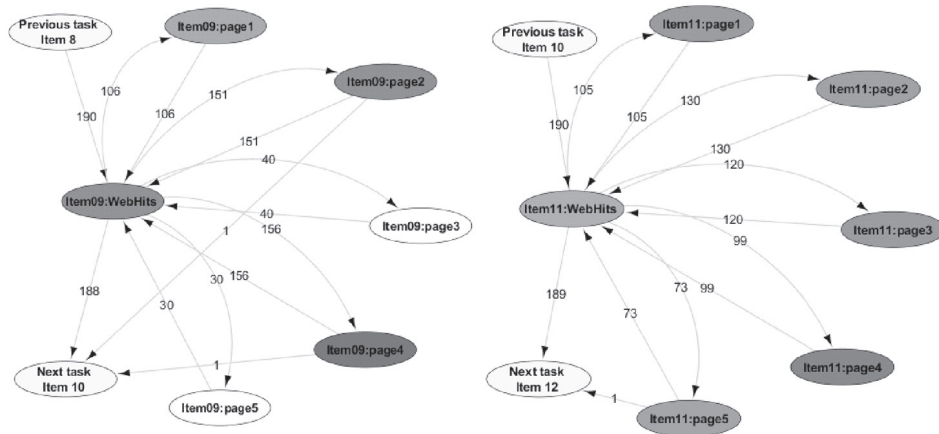 Previous task
Item 8
Item09:page1
Item09:page2
106
106
151
190
151
40
Item09:WebHits
40
Item09:page3
1
156
188
30
156
30
Item09:page4
1
Next task
Item 10
Item09:page5
Previous task
Item 10
Item11:page1
Item11:page2
105
105
130
190
130
120
Item11:WebHits
120
Item11:page3
99
189
73
99
73
Item11:page4
Next task
Item 12
1
Item11:page5